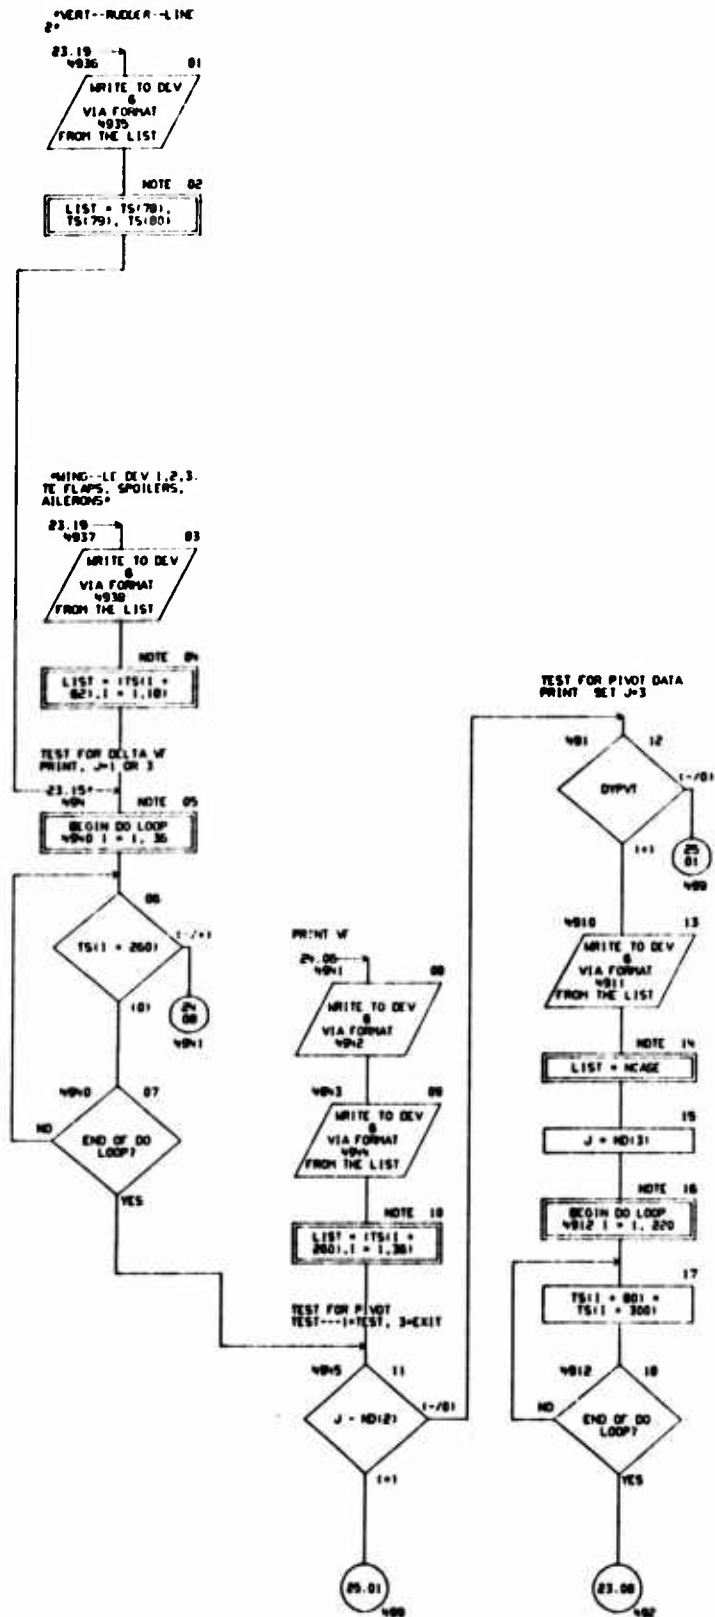 *VERT--RUDDER--LINE
2*
23.19
4936
01
WRITE TO DEV
6
VIA FORMAT
4935
FROM THE LIST
NOTE 02
LIST = TS(78),
TS(79), TS(80)
*WING--LE DEV 1,2,3.
TE FLAPS, SPOILERS,
AILERONS*
23.19
4937
03
WRITE TO DEV
6
VIA FORMAT
4938
FROM THE LIST
NOTE 04
LIST = (TS(I +
62),I = 1,18)
TEST FOR DELTA WT
PRINT, J=1 OR 3
23.15*
494
NOTE 05
BEGIN DO LOOP
4940 I = 1, 36
06
TS(I + 260)
(-/+)
(0)
24
08
4941
4940
07
NO
END OF DO
LOOP?
YES
PRINT WT
24.06
4941
08
WRITE TO DEV
6
VIA FORMAT
4942
4943
09
WRITE TO DEV
6
VIA FORMAT
4944
FROM THE LIST
NOTE 10
LIST = (TS(I +
260),I = 1,36)
TEST FOR PIVOT
TEST---1=TEST, 3=EXIT
4945
11
J - ND(2)
(-/0)
(+)
25.01
499
TEST FOR PIVOT DATA
PRINT SET J=3
491
12
DYPVT
(-/0)
(+)
25
01
499
4910
13
WRITE TO DEV
6
VIA FORMAT
4911
FROM THE LIST
NOTE 14
LIST = NCASE
15
J = ND(3)
NOTE 16
BEGIN DO LOOP
4912 I = 1, 220
17
TS(I + 80) =
TS(I + 300)
4912
18
NO
END OF DO
LOOP?
YES
23.08
492